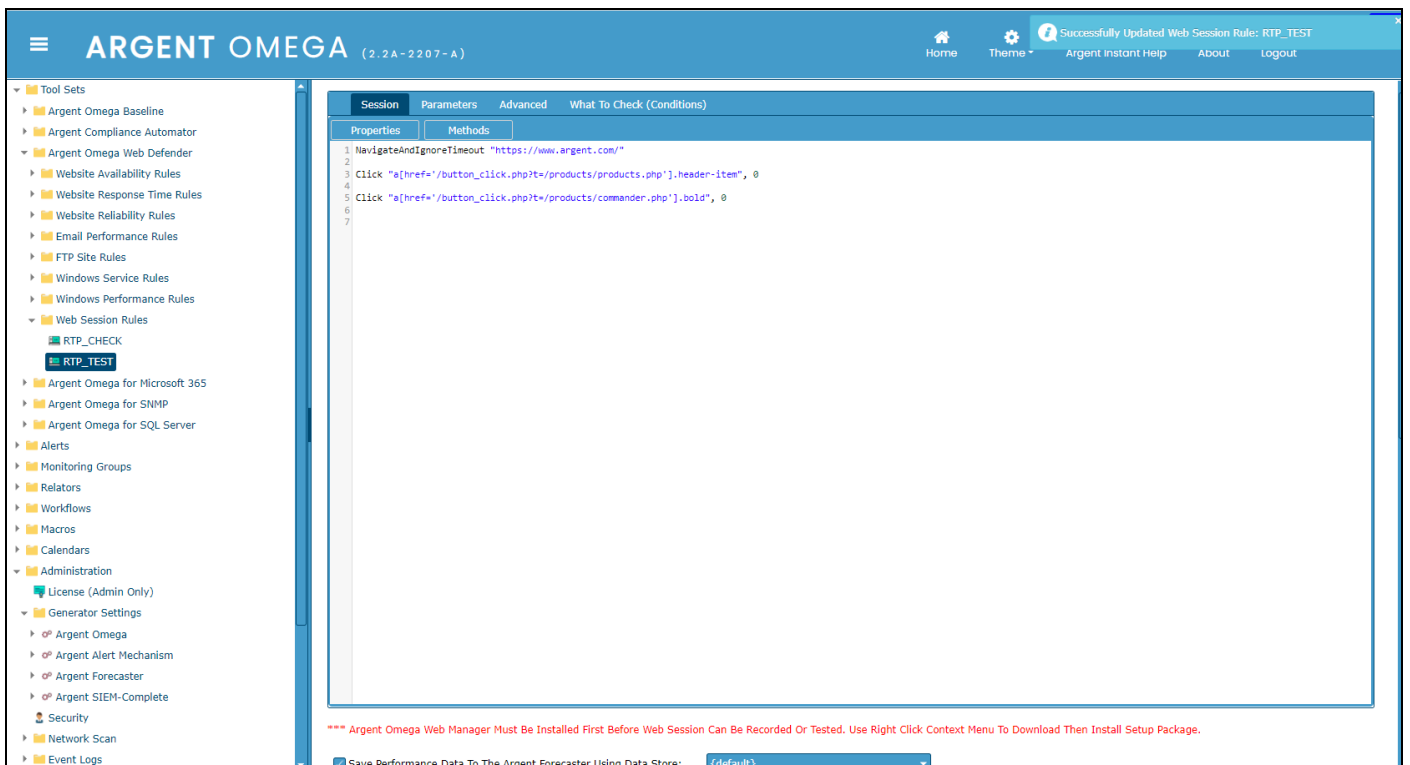 ARGENT OMEGA (2.2A-2207-A)
Home
Theme
Successfully Updated Web Session Rule: RTP_TEST
×
Argent Instant Help
About
Logout
Tool Sets
Argent Omega Baseline
Argent Compliance Automator
Argent Omega Web Defender
Website Availability Rules
Website Response Time Rules
Website Reliability Rules
Email Performance Rules
FTP Site Rules
Windows Service Rules
Windows Performance Rules
Web Session Rules
RTP_CHECK
RTP_TEST
Argent Omega for Microsoft 365
Argent Omega for SNMP
Argent Omega for SQL Server
Alerts
Monitoring Groups
Relators
Workflows
Macros
Calendars
Administration
License (Admin Only)
Generator Settings
Argent Omega
Argent Alert Mechanism
Argent Forecaster
Argent SIEM-Complete
Security
Network Scan
Event Logs
Session Parameters Advanced What To Check (Conditions)
Properties Methods
1 NavigateAndIgnoreTimeout "https://www.argent.com/"
2
3 Click "a[href='/button_click.php?t=/products/products.php'].header-item", 0
4
5 Click "a[href='/button_click.php?t=/products/commander.php'].bold", 0
6
7
*** Argent Omega Web Manager Must Be Installed First Before Web Session Can Be Recorded Or Tested. Use Right Click Context Menu To Download Then Install Setup Package.
Save Performance Data To The Argent Forecaster Using Data Store: {default}